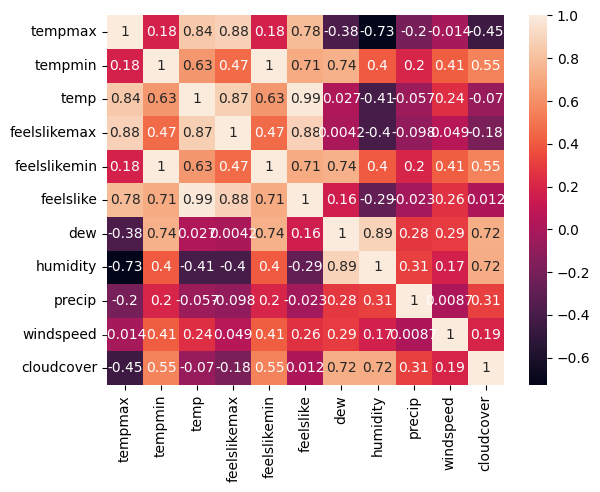 tempmax 1 0.18 0.84 0.88 0.18 0.78 -0.38 -0.73 -0.2 -0.014 -0.45
tempmin 0.18 1 0.63 0.47 1 0.71 0.74 0.4 0.2 0.41 0.55
temp 0.84 0.63 1 0.87 0.63 0.99 0.027 -0.41 -0.057 0.24 -0.07
feelslikemax 0.88 0.47 0.87 1 0.47 0.88 0.0042 -0.4 -0.098 0.049 -0.18
feelslikemin 0.18 1 0.63 0.47 1 0.71 0.74 0.4 0.2 0.41 0.55
feelslike 0.78 0.71 0.99 0.88 0.71 1 0.16 -0.29 -0.023 0.26 0.012
dew -0.38 0.74 0.027 0.0042 0.74 0.16 1 0.89 0.28 0.29 0.72
humidity -0.73 0.4 -0.41 -0.4 0.4 -0.29 0.89 1 0.31 0.17 0.72
precip -0.2 0.2 -0.057 -0.098 0.2 -0.023 0.28 0.31 1 0.0087 0.31
windspeed -0.014 0.41 0.24 0.049 0.41 0.26 0.29 0.17 0.0087 1 0.19
cloudcover -0.45 0.55 -0.07 -0.18 0.55 0.012 0.72 0.72 0.31 0.19 1
tempmax tempmin temp feelslikemax feelslikemin feelslike dew humidity precip windspeed cloudcover
1.0
0.8
0.6
0.4
0.2
0.0
−0.2
−0.4
−0.6